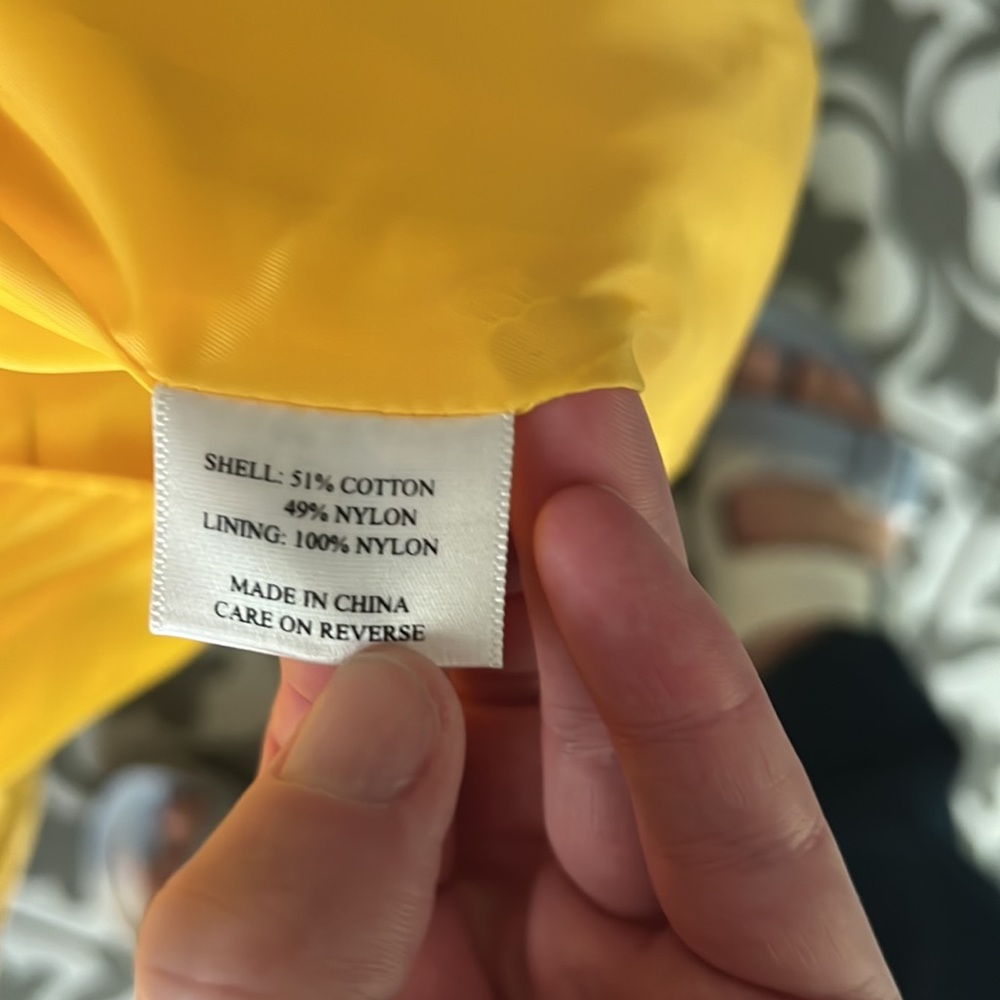 SHELL: 51% COTTON
49% NYLON
LINING: 100% NYLON
MADE IN CHINA
CARE ON REVERSE